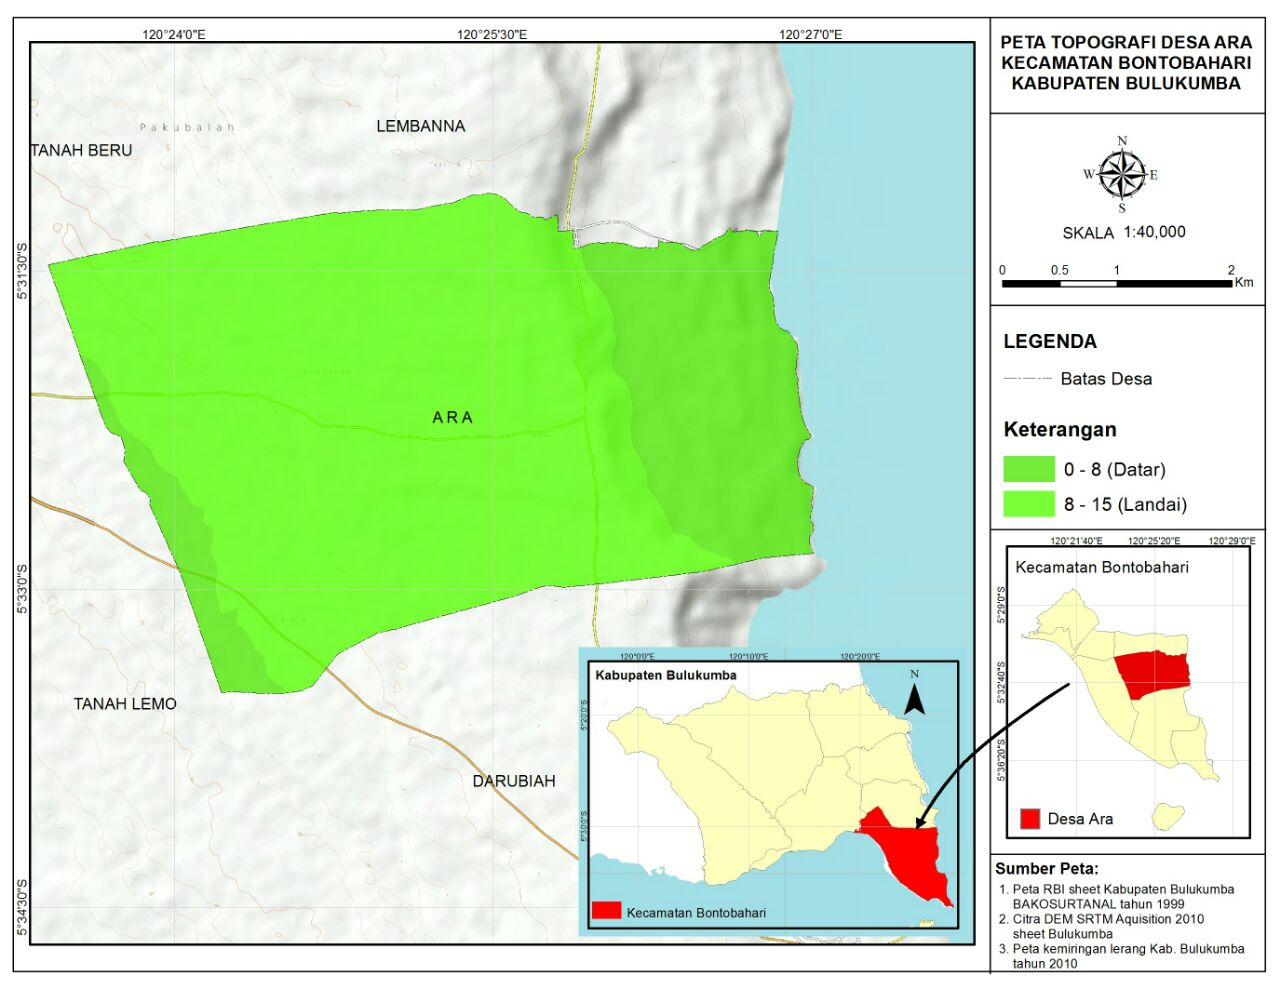 120°24'0"E
120°25'30"E
120°27'0"E
5°31'30"S
5°33'0"S
5°34'30"S
Pakubalah
LEMBANNA
TANAH BERU
ARA
TANAH LEMO
DARUBIAH
120°0'0"E
120°10'0"E
120°20'0"E
5°20'0"S
5°30'0"S
Kabupaten Bulukumba
N
Kecamatan Bontobahari
PETA TOPOGRAFI DESA ARA
KECAMATAN BONTOBAHARI
KABUPATEN BULUKUMBA
N
W
E
S
SKALA 1:40,000
0 0.5 1 2
Km
LEGENDA
Batas Desa
Keterangan
0 - 8 (Datar)
8 - 15 (Landai)
120°21'40"E
120°25'20"E
120°29'0"E
5°29'0"S
5°32'40"S
5°36'20"S
Kecamatan Bontobahari
Desa Ara
Sumber Peta:
1. Peta RBI sheet Kabupaten Bulukumba
BAKOSURTANAL tahun 1999
2. Citra DEM SRTM Aquisition 2010
sheet Bulukumba
3. Peta kemiringan lerang Kab. Bulukumba
tahun 2010